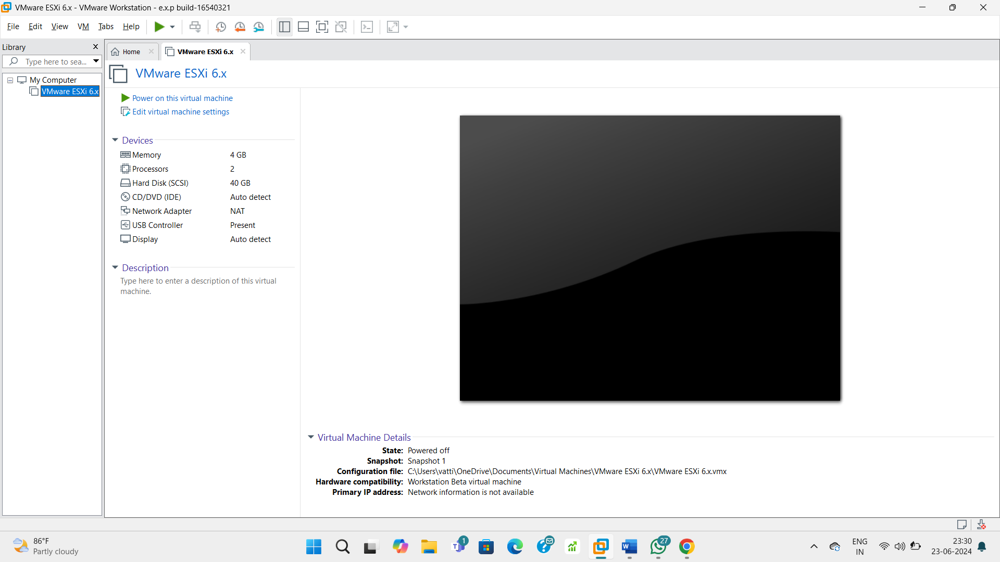 VMware ESXi 6.x - VMware Workstation - e.x.p build-16540321
File Edit View VM Tabs Help
Library
Type here to sea...
My Computer
VMware ESXi 6.x
Home
VMware ESXi 6.x
VMware ESXi 6.x
Power on this virtual machine
Edit virtual machine settings
Devices
Memory 4 GB
Processors 2
Hard Disk (SCSI) 40 GB
CD/DVD (IDE) Auto detect
Network Adapter NAT
USB Controller Present
Display Auto detect
Description
Type here to enter a description of this virtual
machine.
Virtual Machine Details
State: Powered off
Snapshot: Snapshot 1
Configuration file: C:\Users\vatti\OneDrive\Documents\Virtual Machines\VMware ESXi 6.x\VMware ESXi 6.x.vmx
Hardware compatibility: Workstation Beta virtual machine
Primary IP address: Network information is not available
86°F
Partly cloudy
1
27
ENG
IN
23:30
23-06-2024